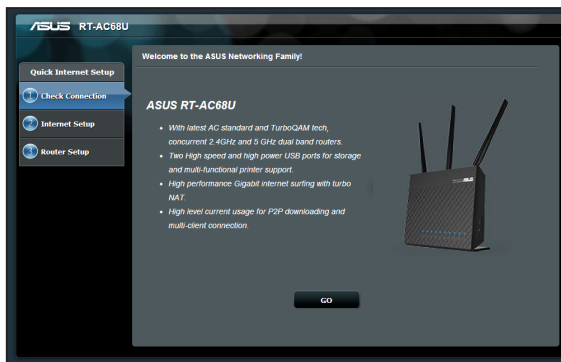 ASUS RT-AC68U
Welcome to the ASUS Networking Family!
Quick Internet Setup
1 Check Connection
2 Internet Setup
3 Router Setup
ASUS RT-AC68U
• With latest AC standard and TurboQAM tech,
concurrent 2.4GHz and 5 GHz dual band routers.
• Two High speed and high power USB ports for storage
and multi-functional printer support.
• High performance Gigabit internet surfing with turbo
NAT.
• High level current usage for P2P downloading and
multi-client connection.
GO